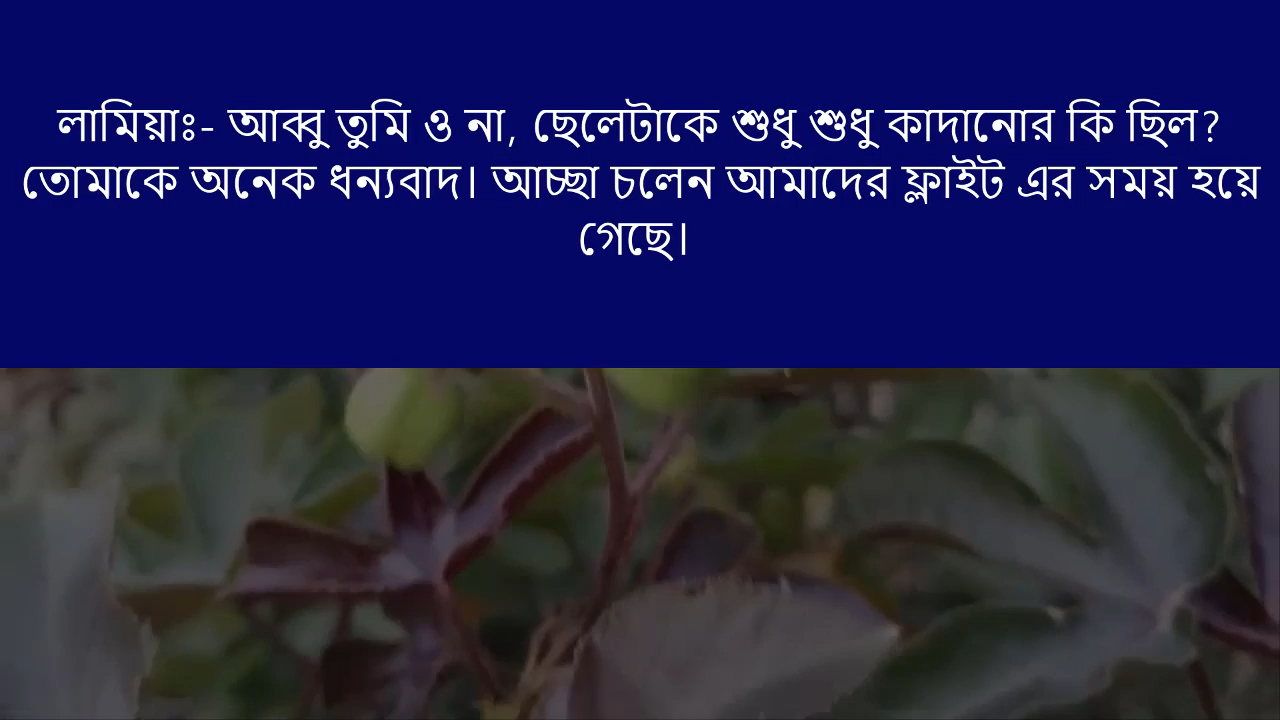 লামিয়াঃ- আব্বু তুমি ও না, ছেলেটাকে শুধু শুধু কাদানোর কি ছিল?
তোমাকে অনেক ধন্যবাদ। আচ্ছা চলেন আমাদের ফ্লাইট এর সময় হয়ে
গেছে।